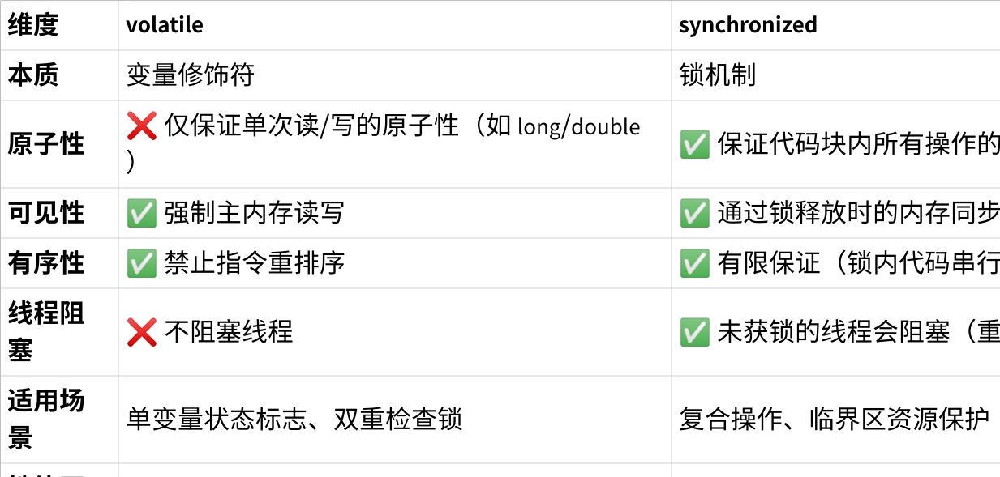 维度 volatile synchronized
本质 变量修饰符 锁机制
原子性 ❌ 仅保证单次读/写的原子性（如 long/double
） ✅ 保证代码块内所有操作的
可见性 ✅ 强制主内存读写 ✅ 通过锁释放时的内存同步
有序性 ✅ 禁止指令重排序 ✅ 有限保证（锁内代码串行
线程阻
塞 ❌ 不阻塞线程 ✅ 未获锁的线程会阻塞（重
适用场
景 单变量状态标志、双重检查锁 复合操作、临界区资源保护